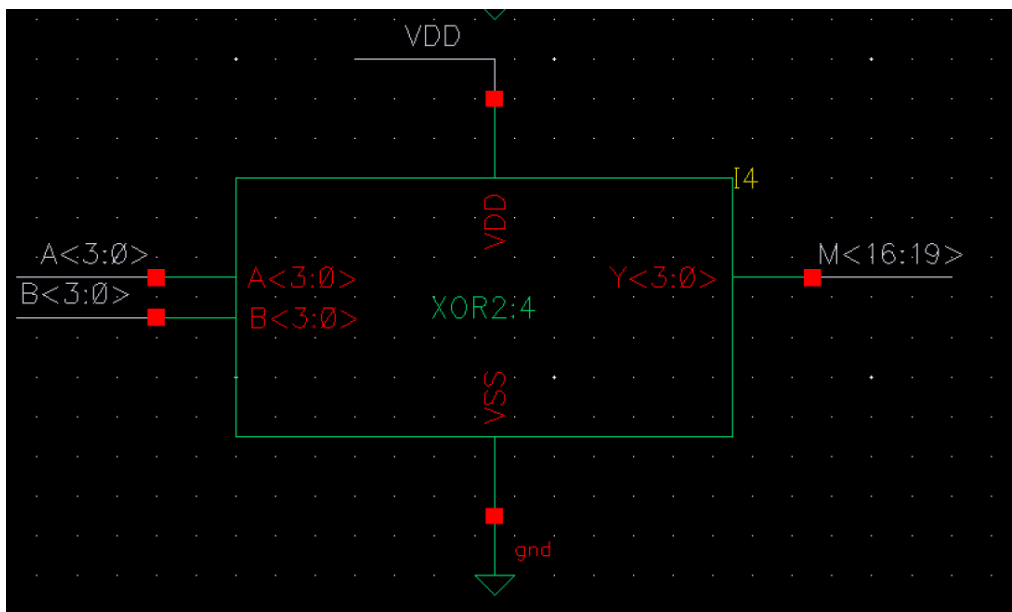 VDD
I4
VDD
A<3:0>
M<16:19>
A<3:0>
Y<3:0>
B<3:0>
XOR2:4
B<3:0>
VSS
gnd